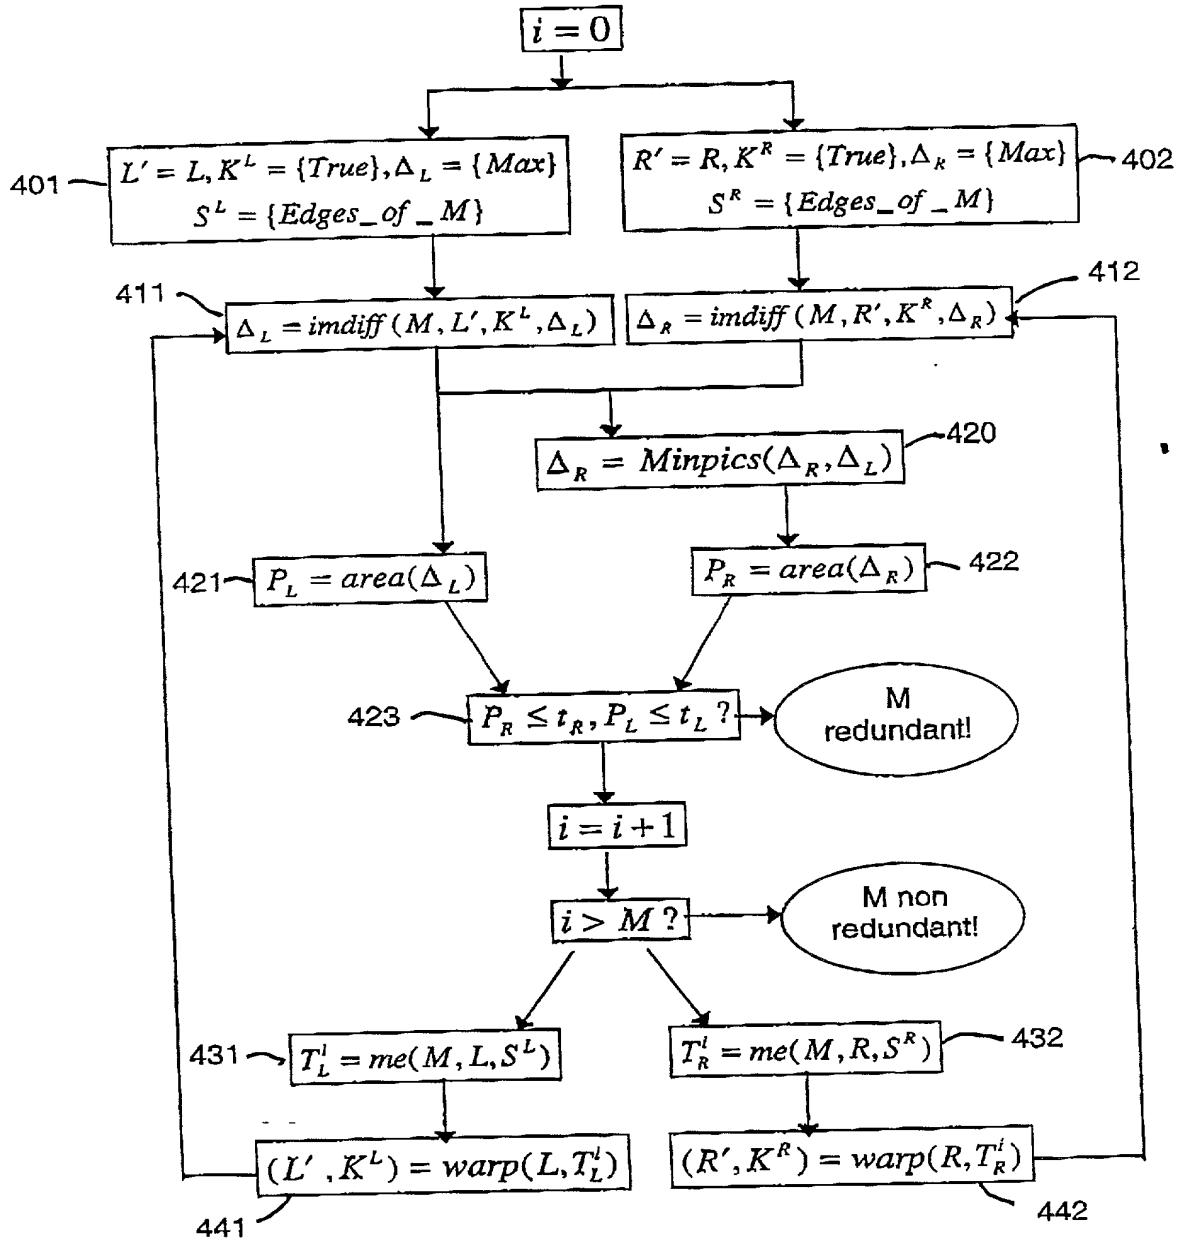 i = 0
401
L' = L, K^L = {True}, Δ_L = {Max}
S^L = {Edges_of_M}
R' = R, K^R = {True}, Δ_R = {Max}
S^R = {Edges_of_M}
402
411
Δ_L = imdiff(M, L', K^L, Δ_L)
Δ_R = imdiff(M, R', K^R, Δ_R)
412
420
Δ_R = Minpics(Δ_R, Δ_L)
421
P_L = area(Δ_L)
P_R = area(Δ_R)
422
423
P_R ≤ t_R, P_L ≤ t_L ?
M
redundant!
i = i + 1
i > M ?
M non
redundant!
431
T_L^i = me(M, L, S^L)
T_R^i = me(M, R, S^R)
432
(L', K^L) = warp(L, T_L^i)
(R', K^R) = warp(R, T_R^i)
441
442